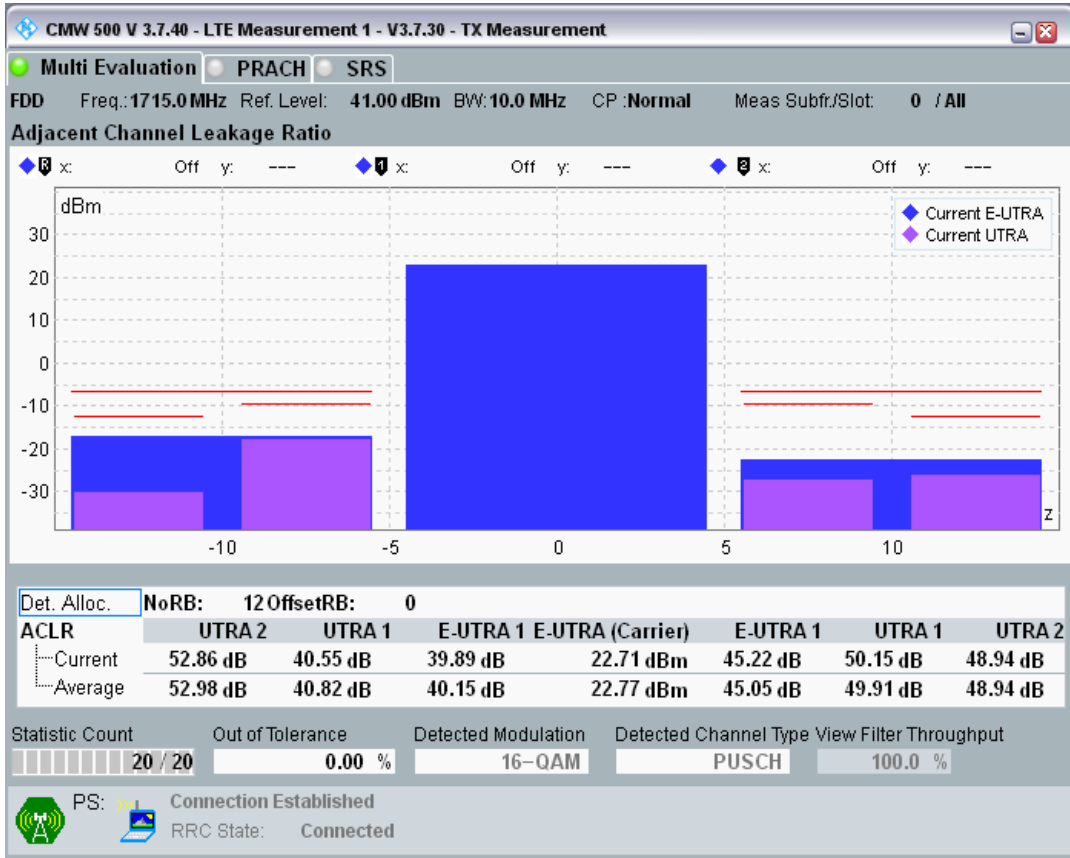 CMW 500 V 3.7.40 - LTE Measurement 1 - V3.7.30 - TX Measurement
Multi Evaluation PRACH SRS
FDD Freq.: 1715.0 MHz Ref. Level: 41.00 dBm BW: 10.0 MHz CP : Normal Meas Subfr./Slot: 0 / All
Adjacent Channel Leakage Ratio
R x: Off y: --- 1 x: Off y: --- 2 x: Off y: ---
dBm
Current E-UTRA
Current UTRA
30
20
10
0
-10
-20
-30
z
-10 -5 0 5 10
Det. Alloc. NoRB: 12 OffsetRB: 0
ACLR UTRA 2 UTRA 1 E-UTRA 1 E-UTRA (Carrier) E-UTRA 1 UTRA 1 UTRA 2
Current 52.86 dB 40.55 dB 39.89 dB 22.71 dBm 45.22 dB 50.15 dB 48.94 dB
Average 52.98 dB 40.82 dB 40.15 dB 22.77 dBm 45.05 dB 49.91 dB 48.94 dB
Statistic Count Out of Tolerance Detected Modulation Detected Channel Type View Filter Throughput
20 / 20 0.00 % 16-QAM PUSCH 100.0 %
PS: Connection Established
RRC State: Connected